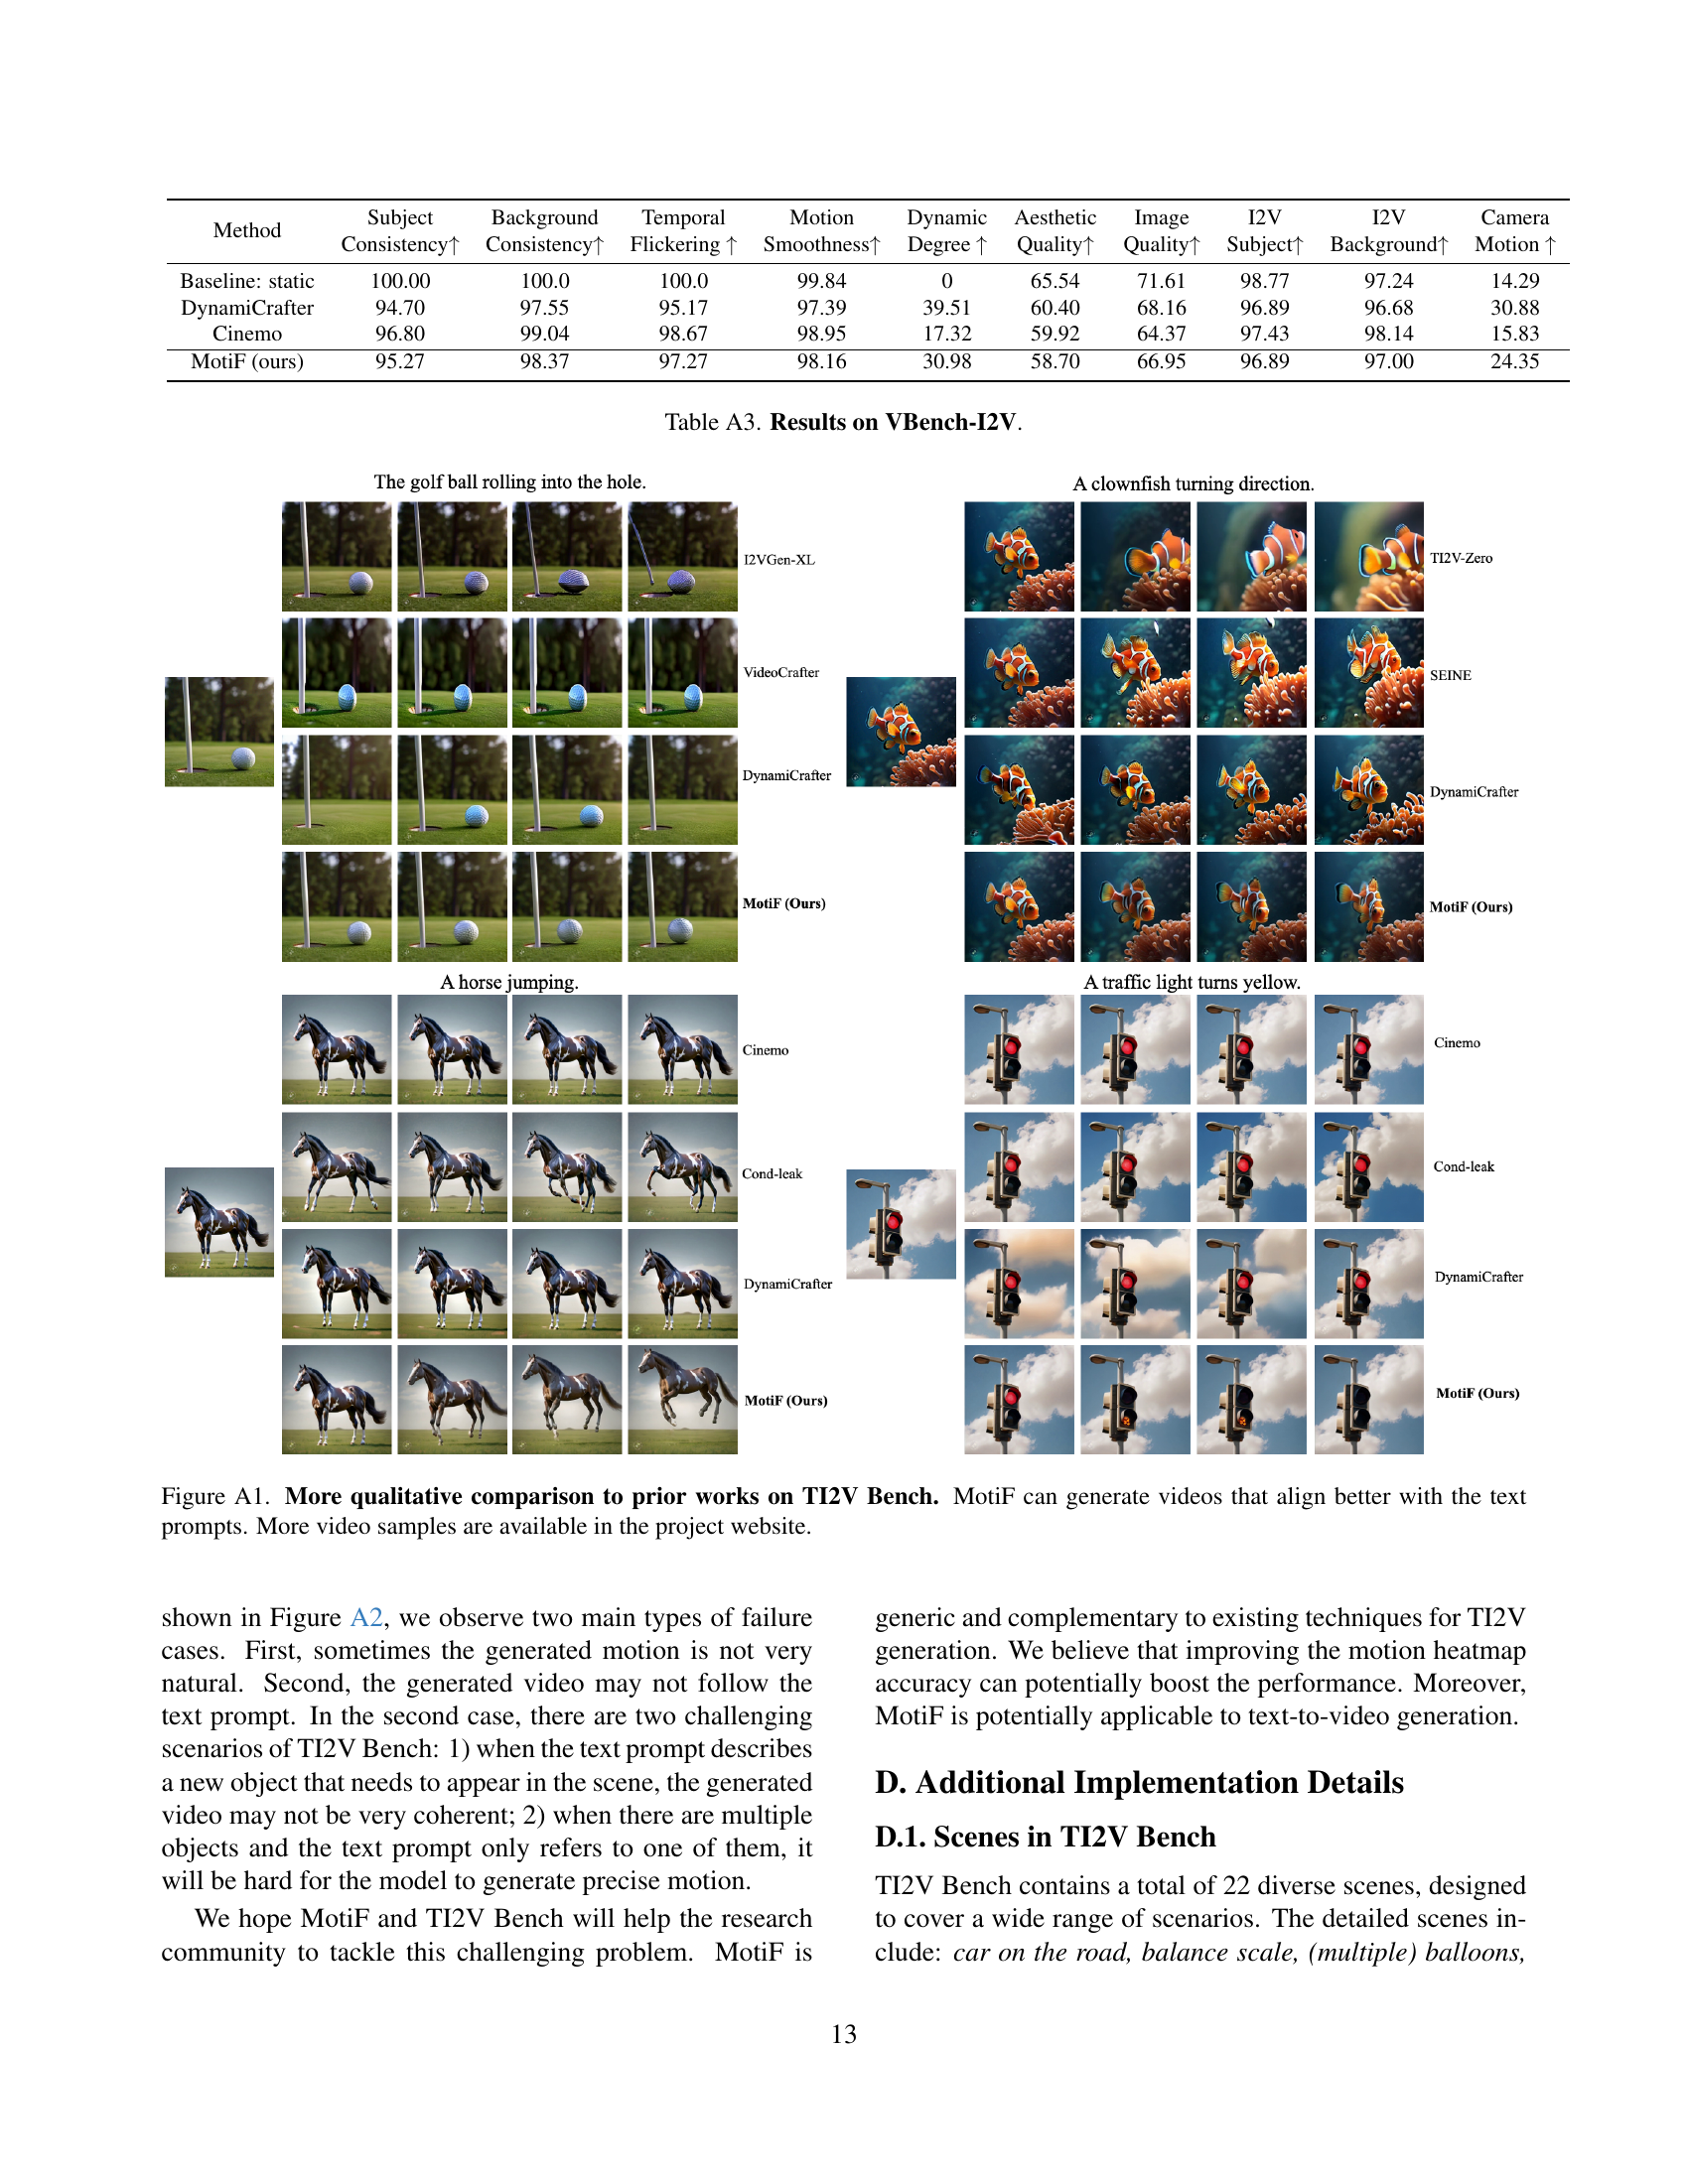 Method Subject Consistency↑ Background Consistency↑ Temporal Flickering ↑ Motion Smoothness↑ Dynamic Degree ↑ Aesthetic Quality↑ Image Quality↑ I2V Subject↑ I2V Background↑ Camera Motion ↑
Baseline: static 100.00 100.0 100.0 99.84 0 65.54 71.61 98.77 97.24 14.29
DynamiCrafter 94.70 97.55 95.17 97.39 39.51 60.40 68.16 96.89 96.68 30.88
Cinemo 96.80 99.04 98.67 98.95 17.32 59.92 64.37 97.43 98.14 15.83
MotiF (ours) 95.27 98.37 97.27 98.16 30.98 58.70 66.95 96.89 97.00 24.35
Table A3. Results on VBench-I2V.
The golf ball rolling into the hole.
I2VGen-XL
VideoCrafter
DynamiCrafter
MotiF (Ours)
A clownfish turning direction.
TI2V-Zero
SEINE
DynamiCrafter
MotiF (Ours)
A horse jumping.
Cinemo
Cond-leak
DynamiCrafter
MotiF (Ours)
A traffic light turns yellow.
Cinemo
Cond-leak
DynamiCrafter
MotiF (Ours)
Figure A1. More qualitative comparison to prior works on TI2V Bench. MotiF can generate videos that align better with the text
prompts. More video samples are available in the project website.
shown in Figure A2, we observe two main types of failure
cases. First, sometimes the generated motion is not very
natural. Second, the generated video may not follow the
text prompt. In the second case, there are two challenging
scenarios of TI2V Bench: 1) when the text prompt describes
a new object that needs to appear in the scene, the generated
video may not be very coherent; 2) when there are multiple
objects and the text prompt only refers to one of them, it
will be hard for the model to generate precise motion.
We hope MotiF and TI2V Bench will help the research
community to tackle this challenging problem. MotiF is
generic and complementary to existing techniques for TI2V
generation. We believe that improving the motion heatmap
accuracy can potentially boost the performance. Moreover,
MotiF is potentially applicable to text-to-video generation.
D. Additional Implementation Details
D.1. Scenes in TI2V Bench
TI2V Bench contains a total of 22 diverse scenes, designed
to cover a wide range of scenarios. The detailed scenes in-
clude: car on the road, balance scale, (multiple) balloons,
13